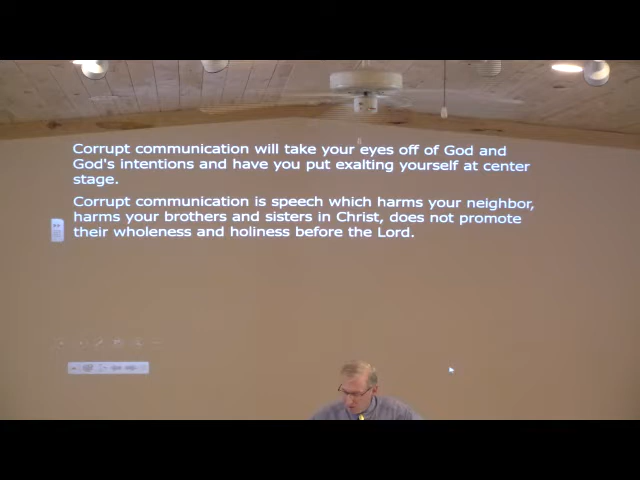 Corrupt communication will take your eyes off of God and
God's intentions and have you put exalting yourself at center
stage.
Corrupt communication is speech which harms your neighbor,
harms your brothers and sisters in Christ, does not promote
their wholeness and holiness before the Lord.